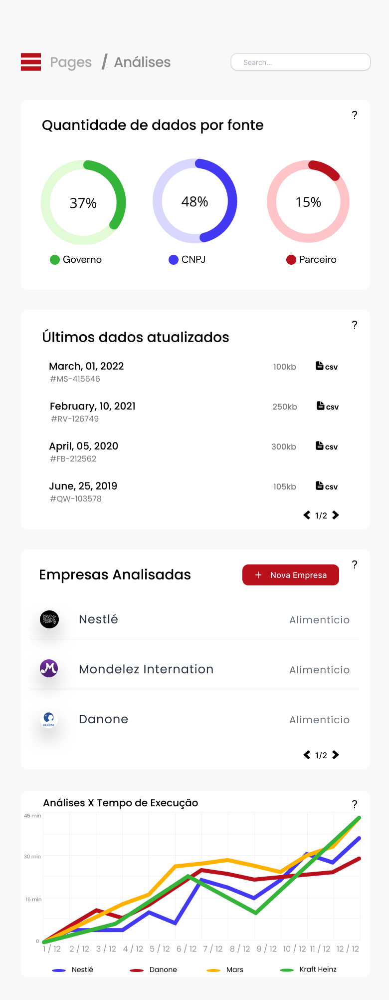 Pages / Análises
Search...
?
Quantidade de dados por fonte
37%
48%
15%
Governo
CNPJ
Parceiro
?
Últimos dados atualizados
March, 01, 2022
100kb
csv
#MS-415646
February, 10, 2021
250kb
csv
#RV-126749
April, 05, 2020
300kb
csv
#FB-212562
June, 25, 2019
105kb
csv
#QW-103578
1/2
?
Empresas Analisadas
+ Nova Empresa
Nestlé
Alimentício
M
Mondelez Internation
Alimentício
DANONE
Danone
Alimentício
1/2
Análises X Tempo de Execução
?
45 min
30 min
15 min
0
1 / 12 2 / 12 3 / 12 4 / 12 5 / 12 6 / 12 7 / 12 8 / 12 9 / 12 10 / 12 11 / 12 12 / 12
Nestlé
Danone
Mars
Kraft Heinz